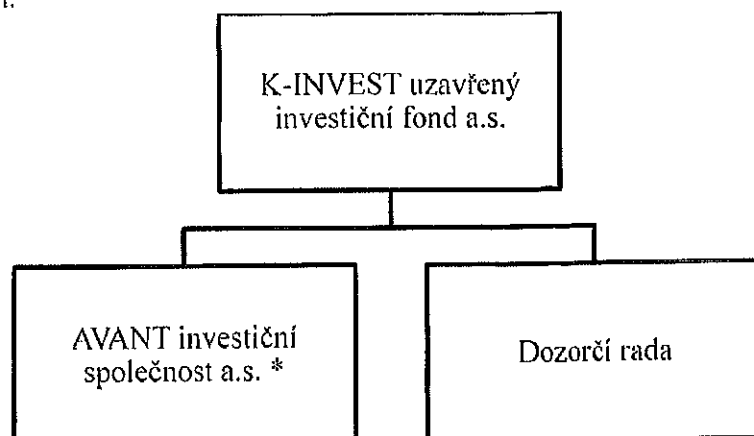 K-INVEST uzavřený
investiční fond a.s.
AVANT investiční
společnost a.s. *
Dozorčí rada